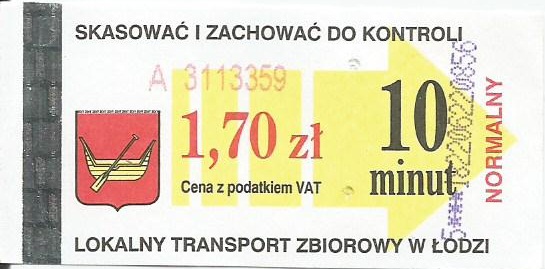 SKASOWAĆ I ZACHOWAĆ DO KONTROLI
A 3113359
1,70 zł
Cena z podatkiem VAT
10
minut
NORMALNY
LOKALNY TRANSPORT ZBIOROWY W ŁODZI